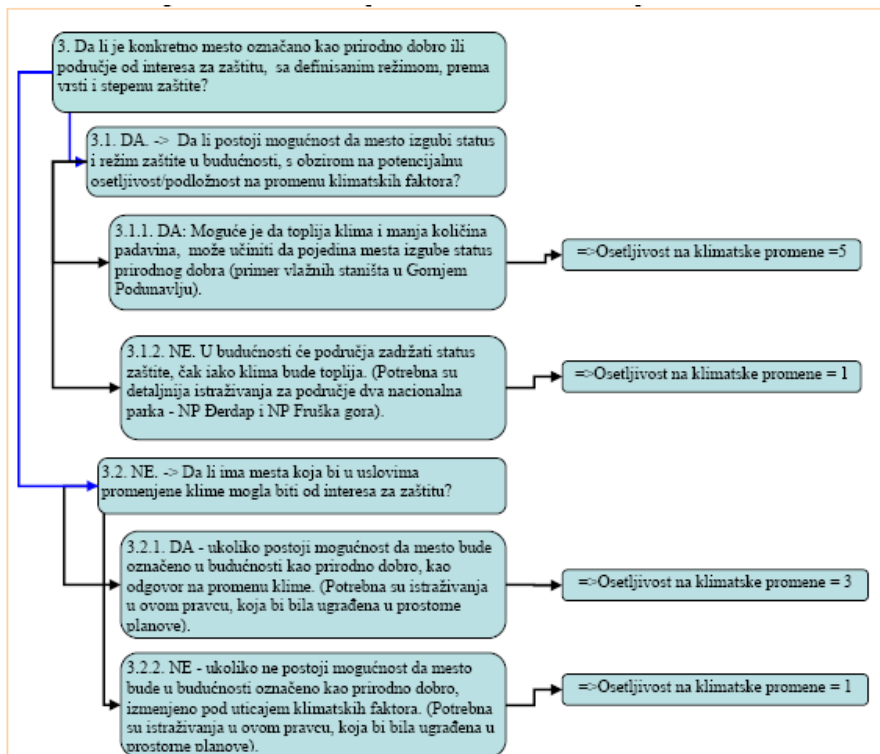 3. Da li je konkretno mesto označano kao prirodno dobro ili
područje od interesa za zaštitu, sa definisanim režimom, prema
vrsti i stepenu zaštite?
3.1. DA. -> Da li postoji mogućnost da mesto izgubi status
i režim zaštite u budućnosti, s obzirom na potencijalnu
osetljivost/podložnost na promenu klimatskih faktora?
3.1.1. DA: Moguće je da toplija klima i manja količina
padavina, može učiniti da pojedina mesta izgube status
prirodnog dobra (primer vlažnih staništa u Gornjem
Podunavlju).
=>Osetljivost na klimatske promene =5
3.1.2. NE. U budućnosti će područja zadržati status
zaštite, čak iako klima bude toplija. (Potrebna su
detaljnija istraživanja za područje dva nacionalna
parka - NP Đerdap i NP Fruška gora).
=>Osetljivost na klimatske promene = 1
3.2. NE. -> Da li ima mesta koja bi u uslovima
promenjene klime mogla biti od interesa za zaštitu?
3.2.1. DA - ukoliko postoji mogućnost da mesto bude
označeno u budućnosti kao prirodno dobro, kao
odgovor na promenu klime. (Potrebna su istraživanja
u ovom pravcu, koja bi bila ugrađena u prostorne
planove).
=>Osetljivost na klimatske promene = 3
3.2.2. NE - ukoliko ne postoji mogućnost da mesto
bude u budućnosti označeno kao prirodno dobro,
izmenjeno pod uticajem klimatskih faktora. (Potrebna
su istraživanja u ovom pravcu, koja bi bila ugrađena u
prostorne planove).
=>Osetljivost na klimatske promene = 1